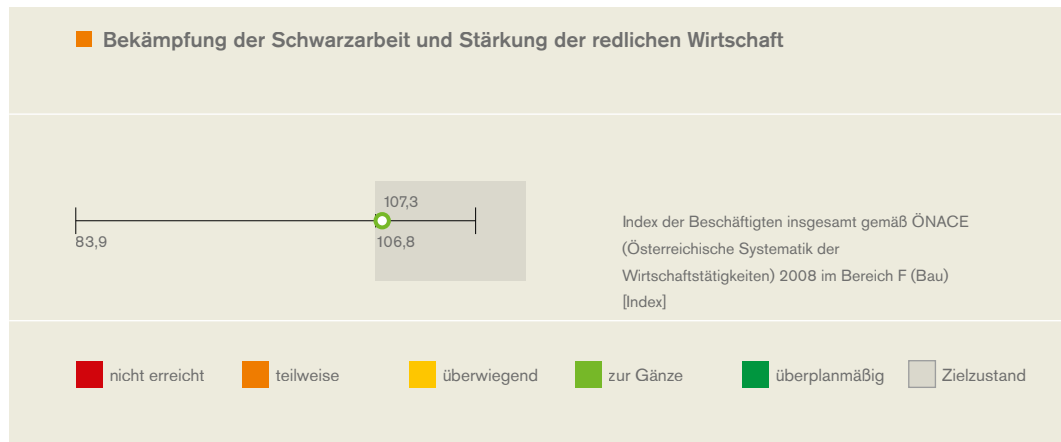 Bekämpfung der Schwarzarbeit und Stärkung der redlichen Wirtschaft
107,3
83,9
106,8
Index der Beschäftigten insgesamt gemäß ÖNACE
(Österreichische Systematik der
Wirtschaftstätigkeiten) 2008 im Bereich F (Bau)
[Index]
nicht erreicht
teilweise
überwiegend
zur Gänze
überplanmäßig
Zielzustand